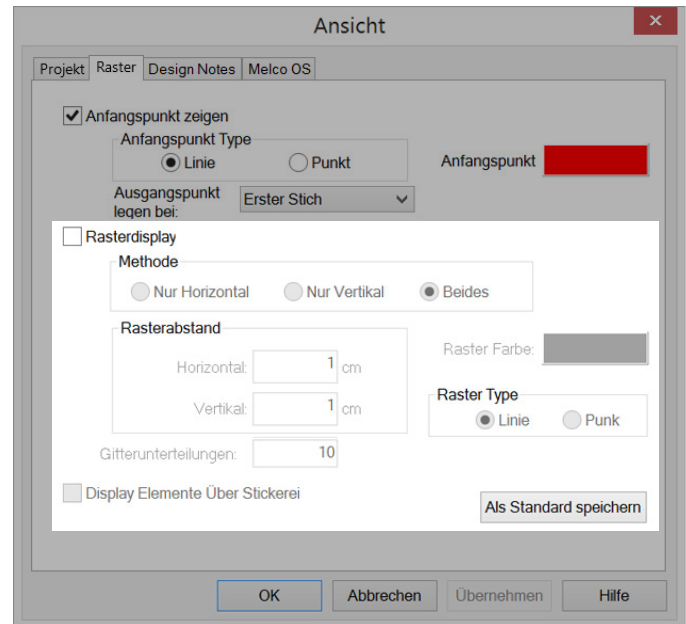 Ansicht
Projekt Raster Design Notes Melco OS
Anfangspunkt zeigen
Anfangspunkt Type
Linie Punkt Anfangspunkt
Ausgangspunkt
legen bei: Erster Stich
Rasterdisplay
Methode
Nur Horizontal Nur Vertikal Beides
Rasterabstand
Raster Farbe:
Horizontal: 1 cm
Raster Type
Vertikal: 1 cm
Linie Punk
Gitterunterteilungen: 10
Display Elemente Über Stickerei
Als Standard speichern
OK Abbrechen Übernehmen Hilfe